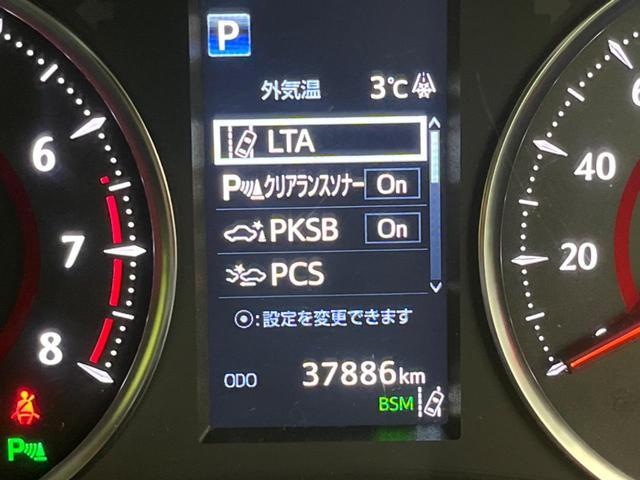 P
外気温 3℃
LTA
P クリアランスソナー On
PKSB On
PCS
⦿:設定を変更できます
ODO 37886km
BSM
6
7
8
P
40
20